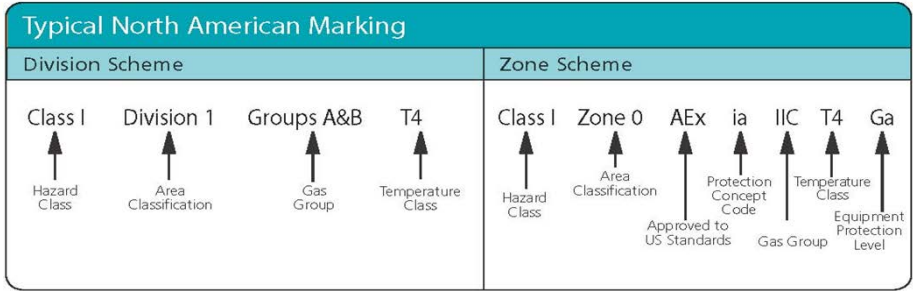 Typical North American Marking
Division Scheme
Class I Division 1 Groups A&B T4
Hazard
Class
Area
Classification
Gas
Group
Temperature
Class
Zone Scheme
Class I Zone 0 AEx ia IIC T4 Ga
Hazard
Class
Area
Classification
Approved to
US Standards
Protection
Concept
Code
Gas Group
Temperature
Class
Equipment
Protection
Level